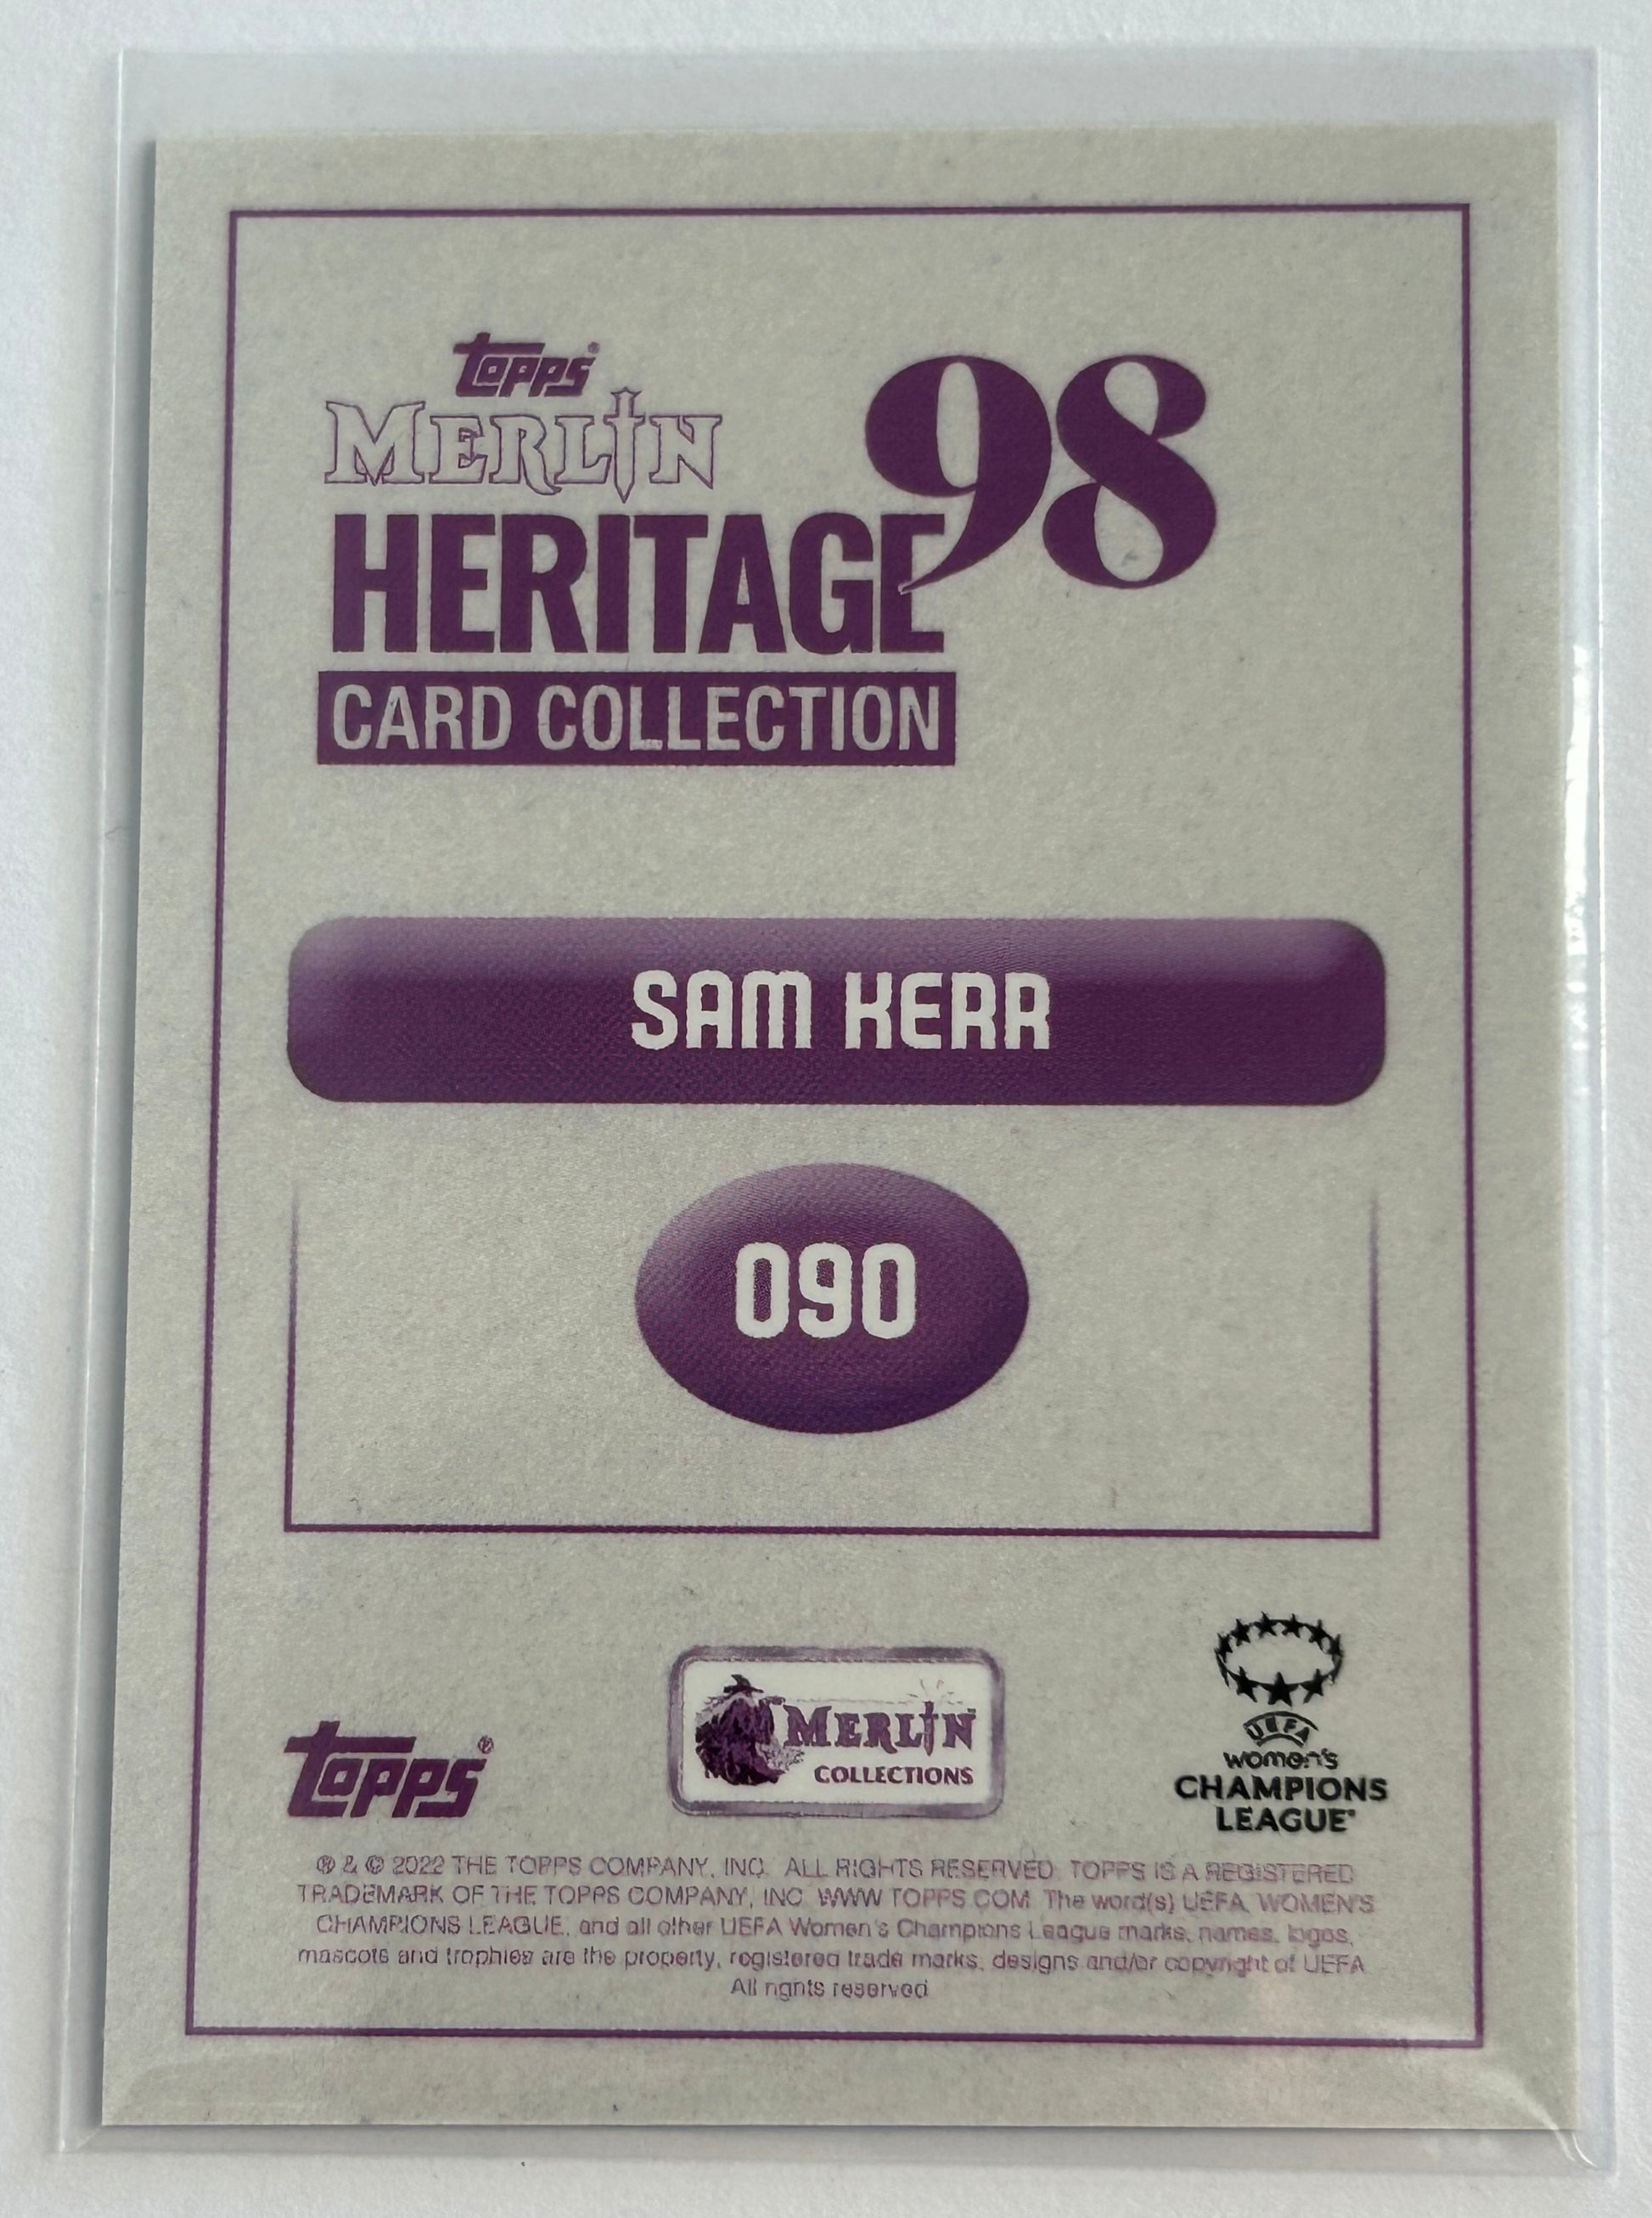 topps®
MERLIN
98
HERITAGE
CARD COLLECTION
SAM KERR
090
topps®
MERLIN
COLLECTIONS
UEFA
women's
CHAMPIONS
LEAGUE®
® & © 2022 THE TOPPS COMPANY, INC. ALL RIGHTS RESERVED. TOPPS IS A REGISTERED
TRADEMARK OF THE TOPPS COMPANY, INC. WWW.TOPPS.COM. The word(s) UEFA, WOMEN'S
CHAMPIONS LEAGUE, and all other UEFA Women's Champions League marks, names, logos,
mascots and trophies are the property, registered trade marks, designs and/or copyright of UEFA.
All rights reserved.